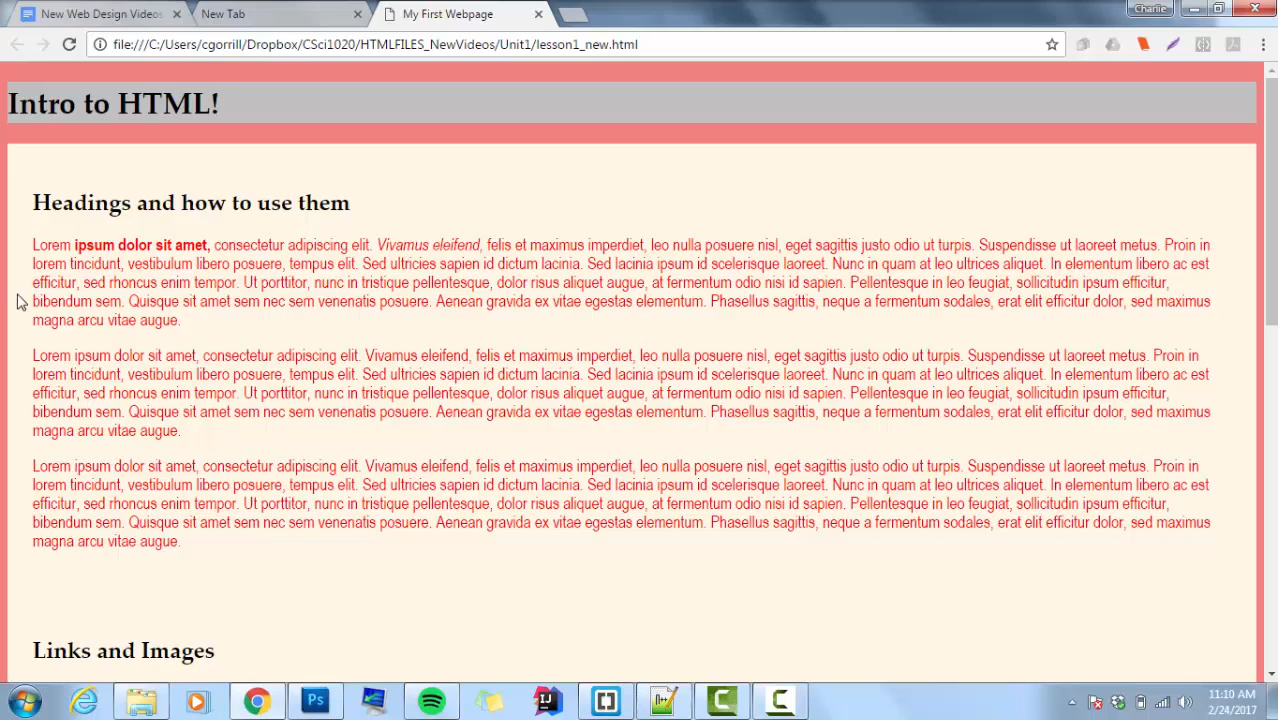 New Web Design Videos
New Tab
My First Webpage
Charlie
file:///C:/Users/cgorrill/Dropbox/CSci1020/HTMLFILES_NewVideos/Unit1/lesson1_new.html
Intro to HTML!
Headings and how to use them
Lorem ipsum dolor sit amet, consectetur adipiscing elit. Vivamus eleifend, felis et maximus imperdiet, leo nulla posuere nisl, eget sagittis justo odio ut turpis. Suspendisse ut laoreet metus. Proin in
lorem tincidunt, vestibulum libero posuere, tempus elit. Sed ultricies sapien id dictum lacinia. Sed lacinia ipsum id scelerisque laoreet. Nunc in quam at leo ultrices aliquet. In elementum libero ac est
efficitur, sed rhoncus enim tempor. Ut porttitor, nunc in tristique pellentesque, dolor risus aliquet augue, at fermentum odio nisi id sapien. Pellentesque in leo feugiat, sollicitudin ipsum efficitur,
bibendum sem. Quisque sit amet sem nec sem venenatis posuere. Aenean gravida ex vitae egestas elementum. Phasellus sagittis, neque a fermentum sodales, erat elit efficitur dolor, sed maximus
magna arcu vitae augue.
Lorem ipsum dolor sit amet, consectetur adipiscing elit. Vivamus eleifend, felis et maximus imperdiet, leo nulla posuere nisl, eget sagittis justo odio ut turpis. Suspendisse ut laoreet metus. Proin in
lorem tincidunt, vestibulum libero posuere, tempus elit. Sed ultricies sapien id dictum lacinia. Sed lacinia ipsum id scelerisque laoreet. Nunc in quam at leo ultrices aliquet. In elementum libero ac est
efficitur, sed rhoncus enim tempor. Ut porttitor, nunc in tristique pellentesque, dolor risus aliquet augue, at fermentum odio nisi id sapien. Pellentesque in leo feugiat, sollicitudin ipsum efficitur,
bibendum sem. Quisque sit amet sem nec sem venenatis posuere. Aenean gravida ex vitae egestas elementum. Phasellus sagittis, neque a fermentum sodales, erat elit efficitur dolor, sed maximus
magna arcu vitae augue.
Lorem ipsum dolor sit amet, consectetur adipiscing elit. Vivamus eleifend, felis et maximus imperdiet, leo nulla posuere nisl, eget sagittis justo odio ut turpis. Suspendisse ut laoreet metus. Proin in
lorem tincidunt, vestibulum libero posuere, tempus elit. Sed ultricies sapien id dictum lacinia. Sed lacinia ipsum id scelerisque laoreet. Nunc in quam at leo ultrices aliquet. In elementum libero ac est
efficitur, sed rhoncus enim tempor. Ut porttitor, nunc in tristique pellentesque, dolor risus aliquet augue, at fermentum odio nisi id sapien. Pellentesque in leo feugiat, sollicitudin ipsum efficitur,
bibendum sem. Quisque sit amet sem nec sem venenatis posuere. Aenean gravida ex vitae egestas elementum. Phasellus sagittis, neque a fermentum sodales, erat elit efficitur dolor, sed maximus
magna arcu vitae augue.
Links and Images
Ps
IJ
C
C
11:10 AM
2/24/2017